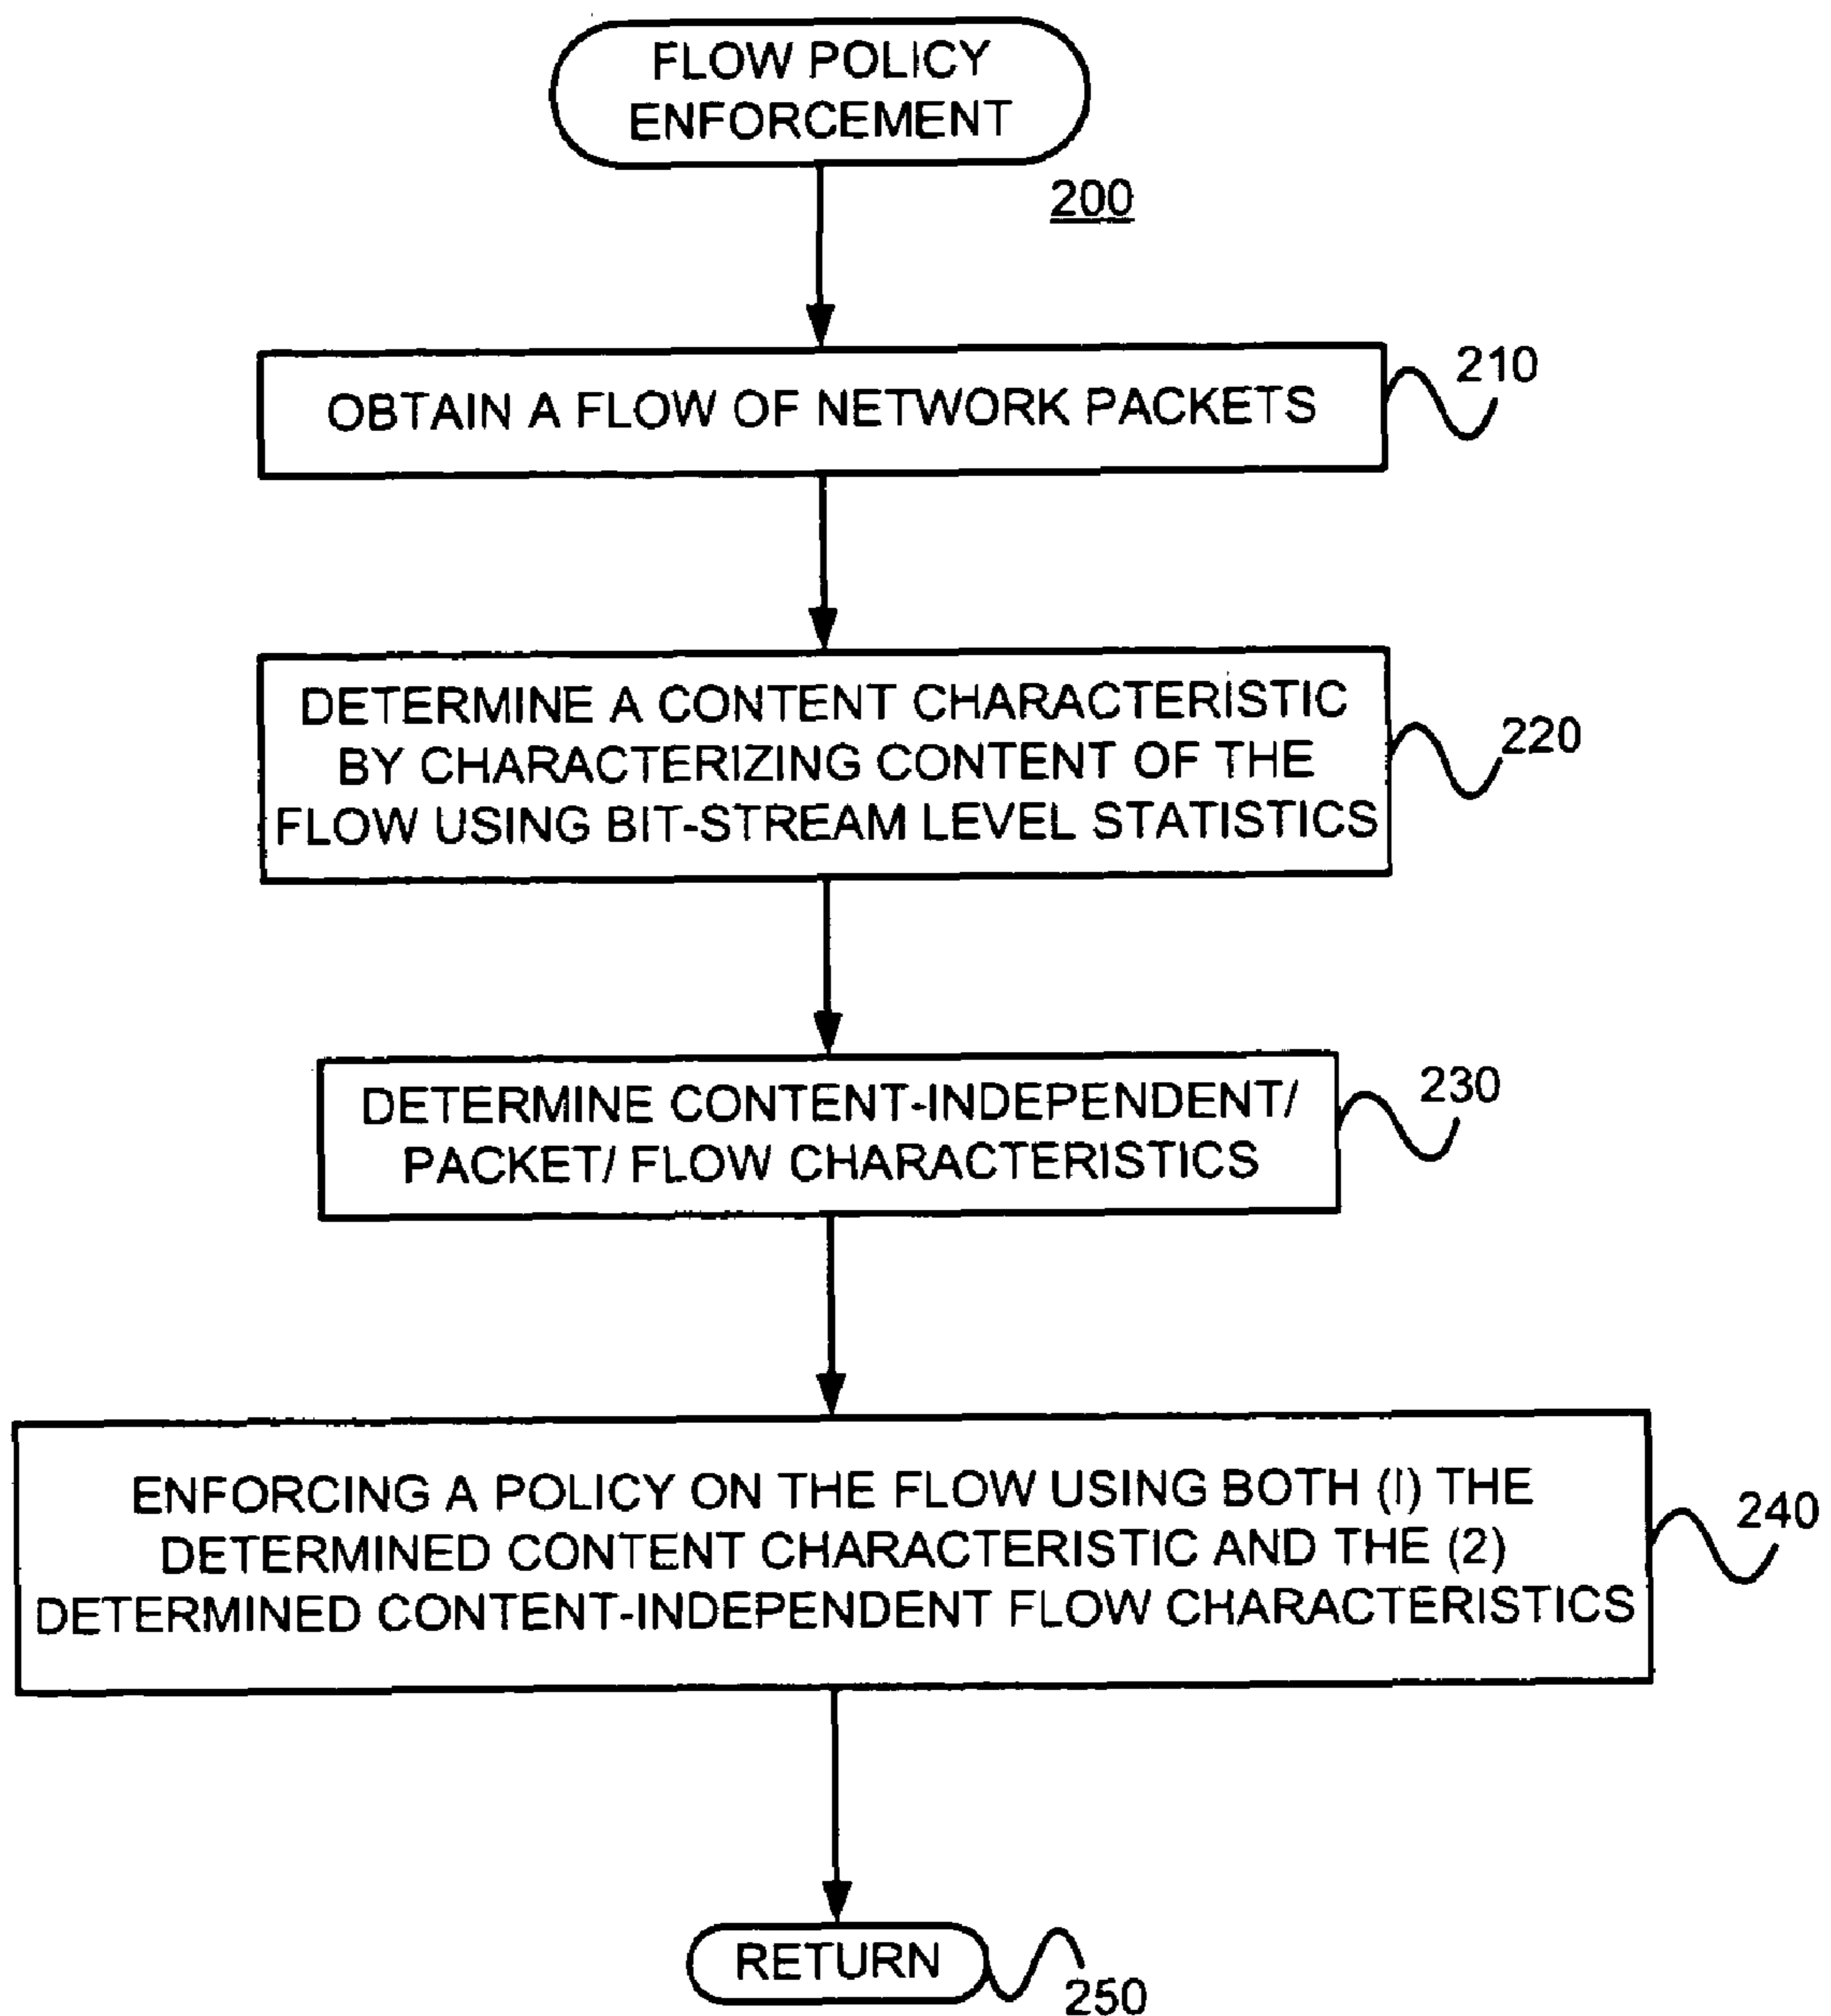 FLOW POLICY
ENFORCEMENT
200
OBTAIN A FLOW OF NETWORK PACKETS
210
DETERMINE A CONTENT CHARACTERISTIC
BY CHARACTERIZING CONTENT OF THE
FLOW USING BIT-STREAM LEVEL STATISTICS
220
DETERMINE CONTENT-INDEPENDENT/
PACKET/ FLOW CHARACTERISTICS
230
ENFORCING A POLICY ON THE FLOW USING BOTH (I) THE
DETERMINED CONTENT CHARACTERISTIC AND THE (2)
DETERMINED CONTENT-INDEPENDENT FLOW CHARACTERISTICS
240
RETURN
250